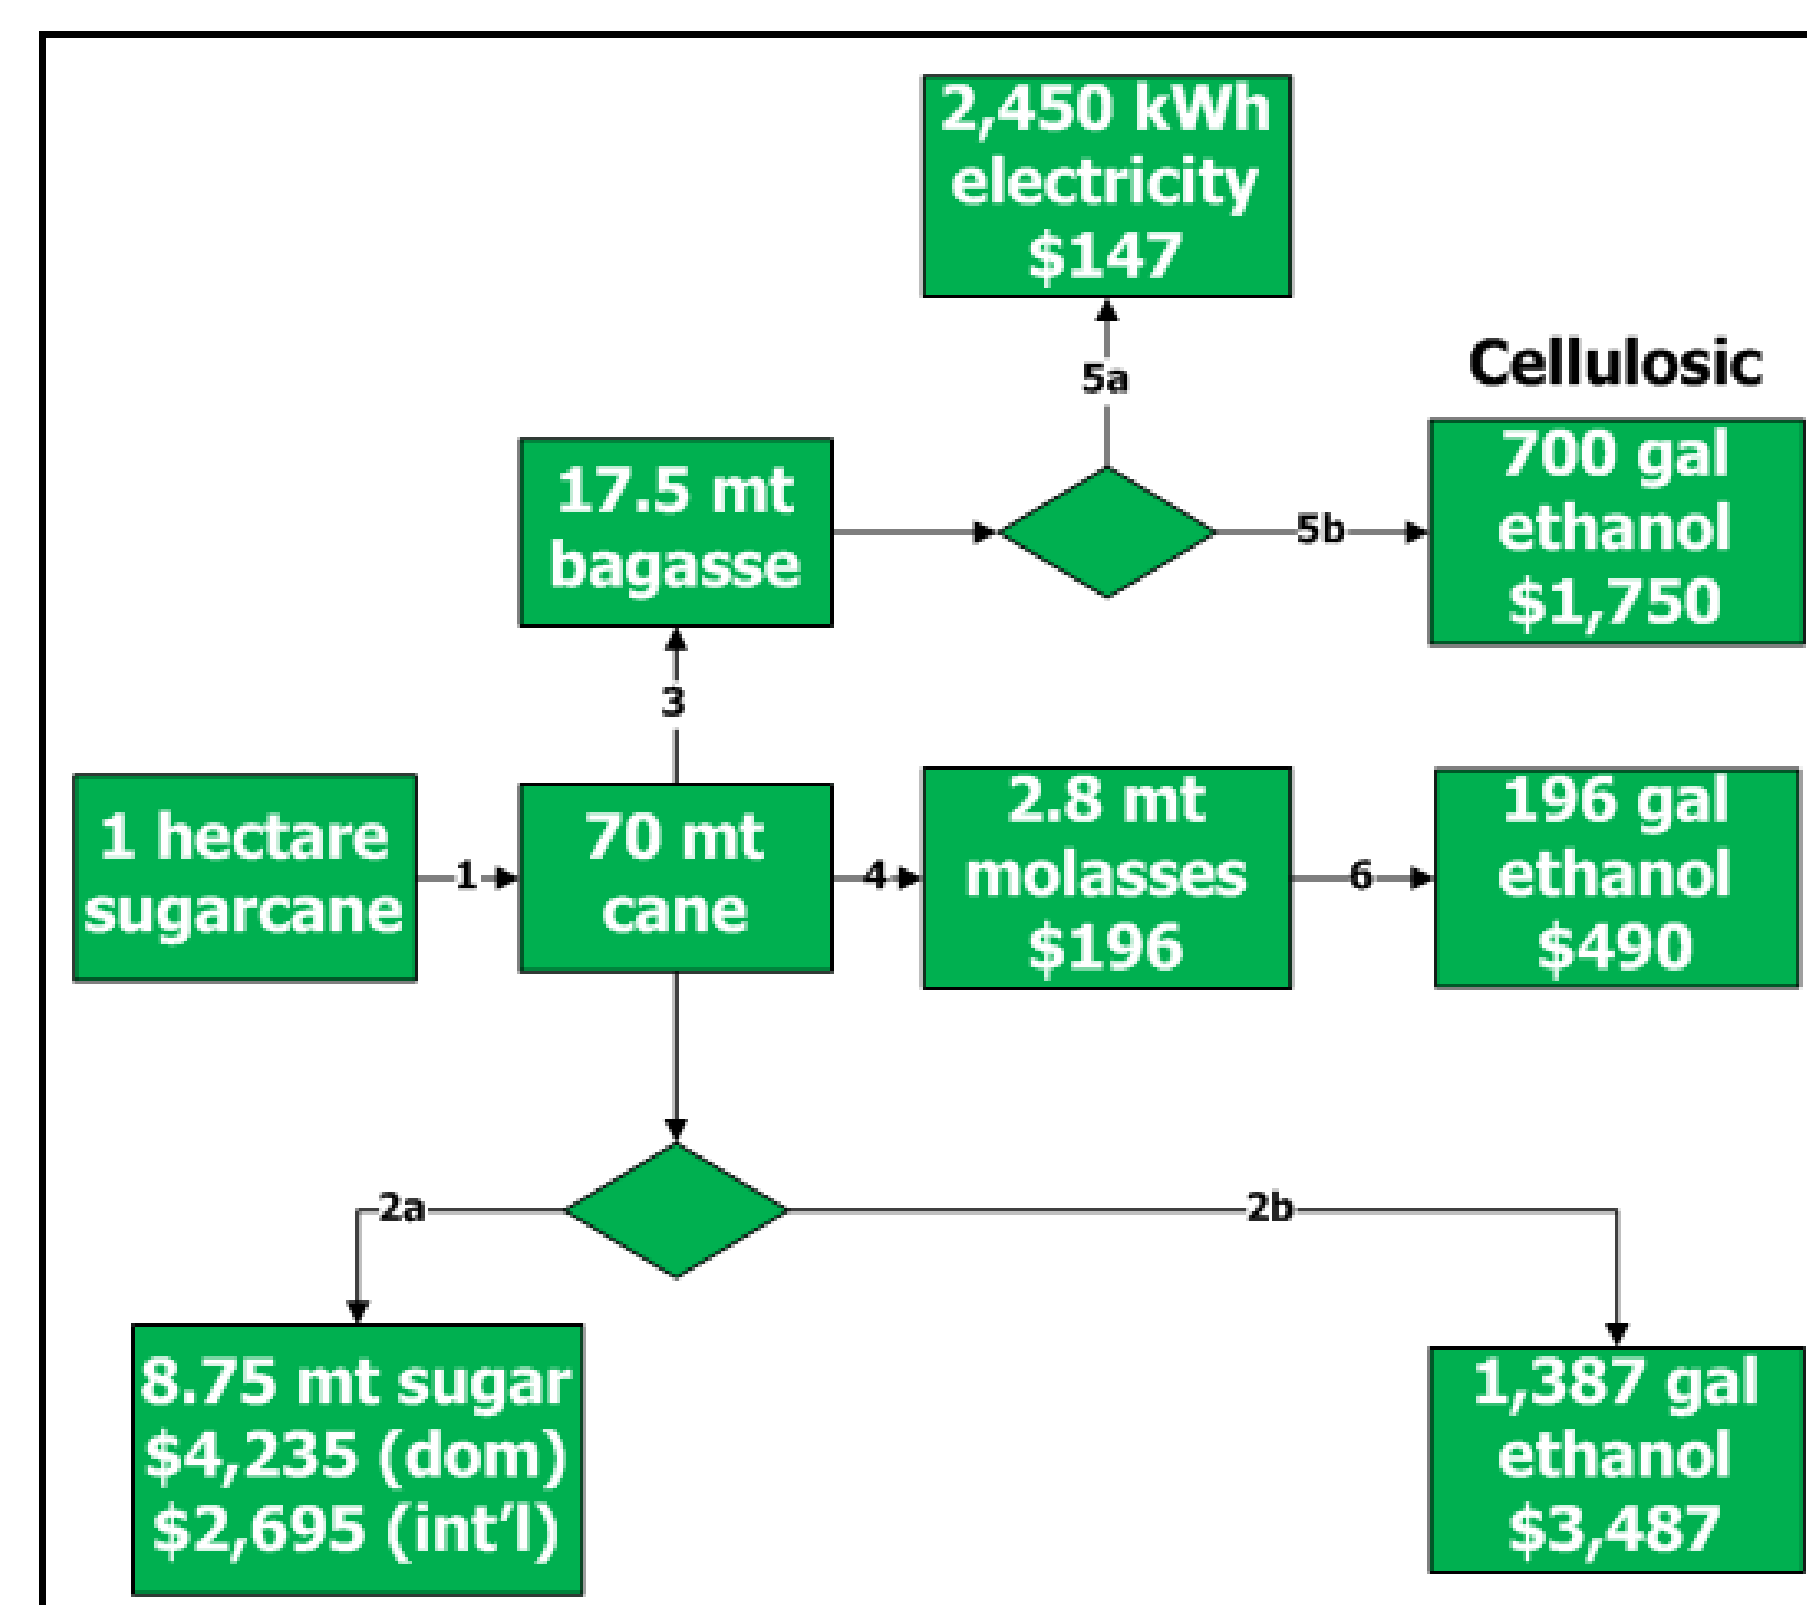 2,450 kWh
electricity
$147
5a
Cellulosic
17.5 mt
bagasse
5b
700 gal
ethanol
$1,750
3
1 hectare
sugarcane
1
70 mt
cane
4
2.8 mt
molasses
$196
6
196 gal
ethanol
$490
2a
2b
8.75 mt sugar
$4,235 (dom)
$2,695 (int’l)
1,387 gal
ethanol
$3,487